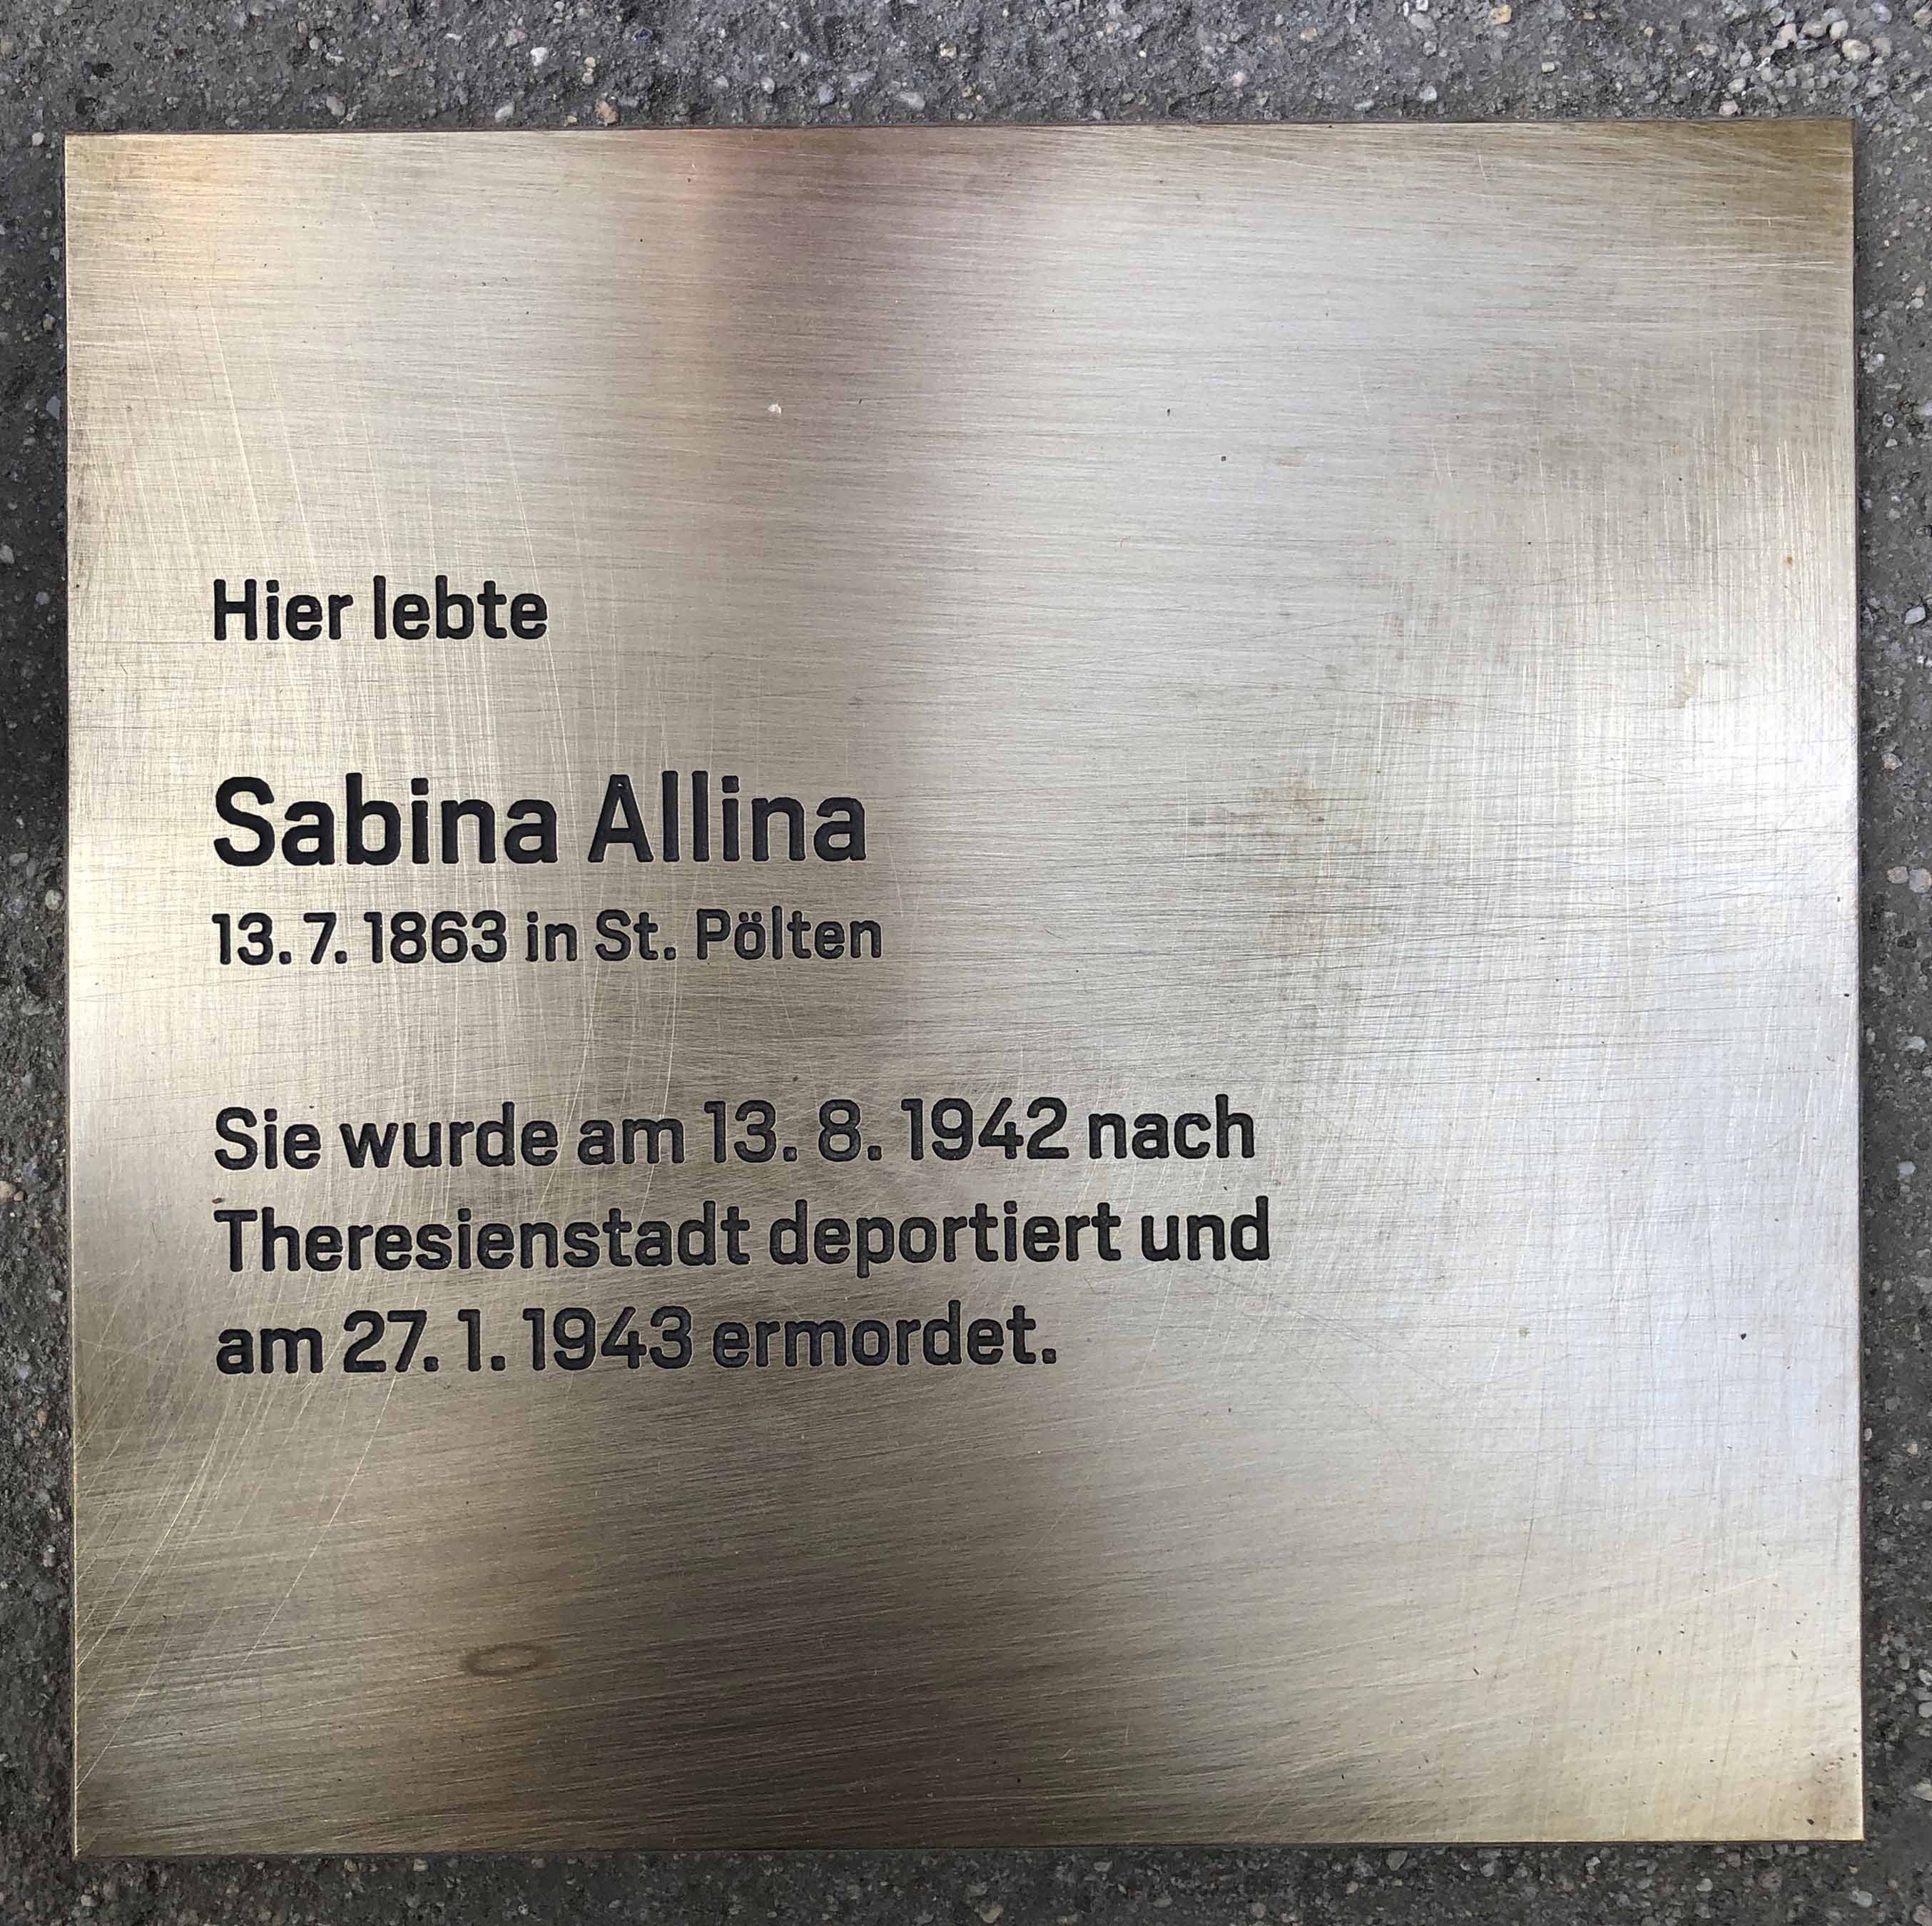 Hier lebte
Sabina Allina
13. 7. 1863 in St. Pölten
Sie wurde am 13. 8. 1942 nach
Theresienstadt deportiert und
am 27. 1. 1943 ermordet.